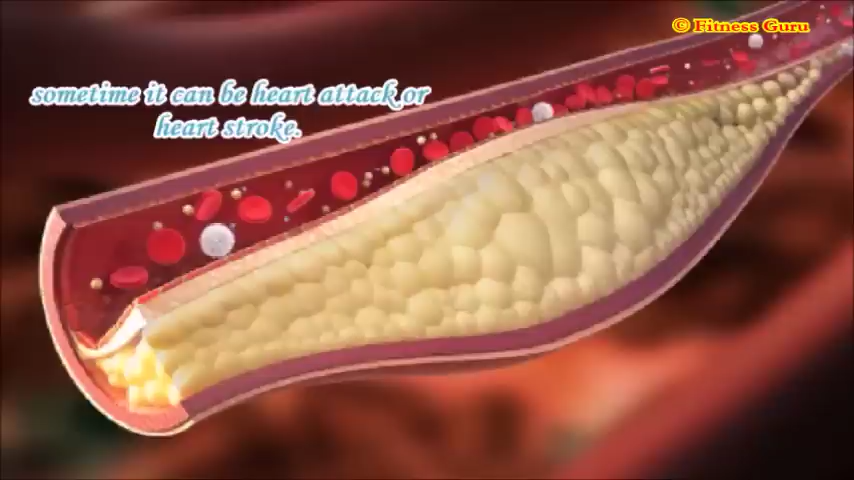 © Fitness Guru
sometime it can be heart attack or
heart stroke.